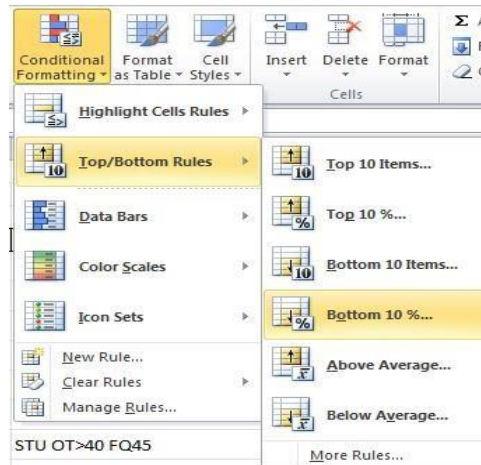 Conditional Formatting
Format as Table
Cell Styles
Insert
Delete
Format
Cells
Σ
Highlight Cells Rules
Top/Bottom Rules
Data Bars
Color Scales
Icon Sets
New Rule...
Clear Rules
Manage Rules...
Top 10 Items...
Top 10 %...
Bottom 10 Items...
Bottom 10 %...
Above Average...
Below Average...
More Rules...
STU OT>40 FQ45